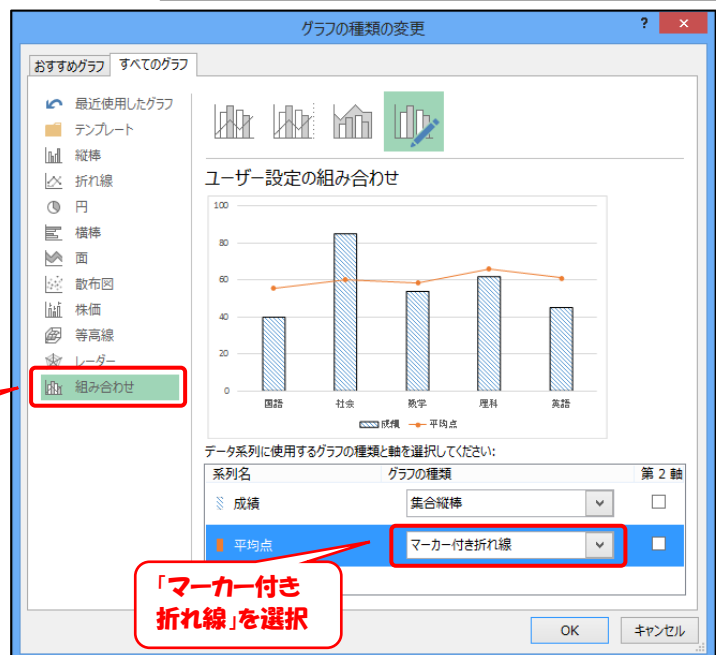 グラフの種類の変更
? ×
おすすめグラフ すべてのグラフ
最近使用したグラフ
テンプレート
縦棒
折れ線
円
横棒
面
散布図
株価
等高線
レーダー
組み合わせ
ユーザー設定の組み合わせ
100
80
60
40
20
0
国語 社会 数学 理科 英語
成績 平均点
データ系列に使用するグラフの種類と軸を選択してください:
系列名 グラフの種類 第2軸
成績 集合縦棒
平均点 マーカー付き折れ線
「マーカー付き
折れ線」を選択
OK キャンセル